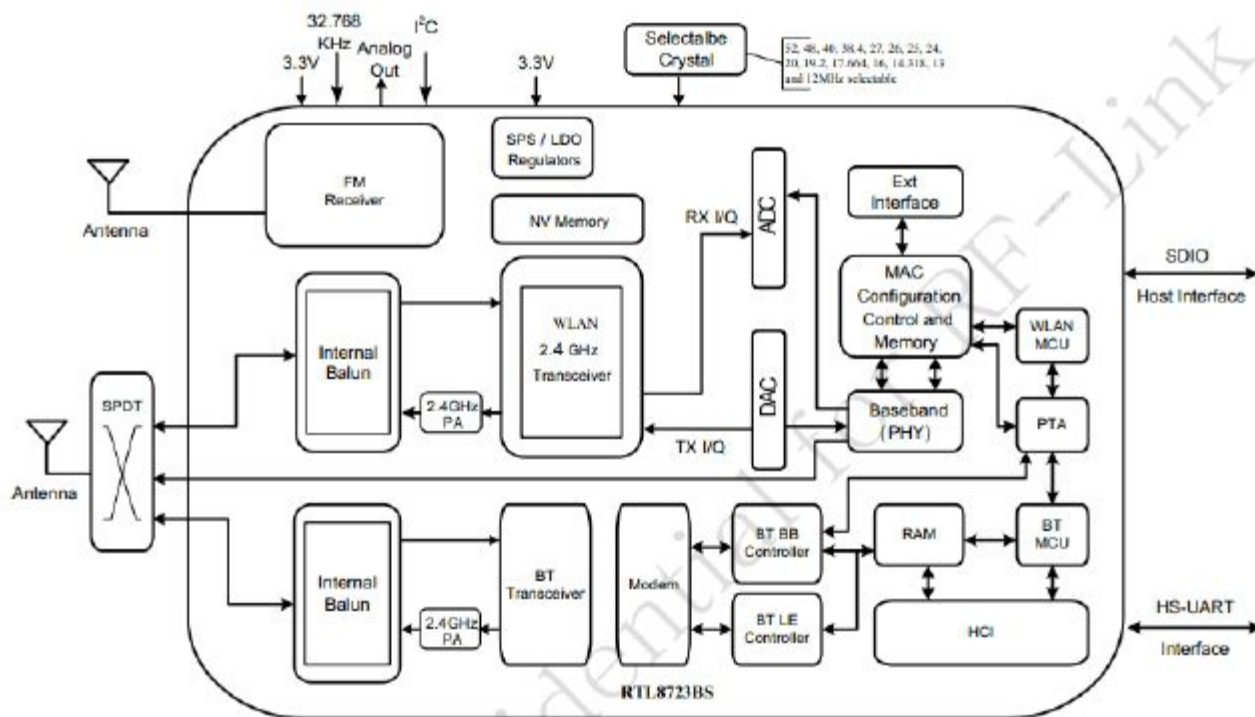 32.768
KHz
I²C
Analog
Out
3.3V
3.3V
Selectalbe
Crystal
52, 48, 40, 38.4, 27, 26, 25, 24,
20, 19.2, 17.664, 16, 14.318, 13
and 12MHz selectable
SPS / LDO
Regulators
FM
Receiver
Antenna
NV Memory
RX I/Q
ADC
Ext
Interface
SDIO
Host Interface
MAC
Configuration
Control and
Memory
WLAN
MCU
WLAN
2.4 GHz
Transceiver
Internal
Balun
2.4GHz
PA
DAC
TX I/Q
Baseband
(PHY)
PTA
SPDT
Antenna
Internal
Balun
2.4GHz
PA
BT
Transceiver
Modem
BT BB
Controller
BT LE
Controller
RAM
BT
MCU
HCI
HS-UART
Interface
RTL8723BS
idential for RF-Link